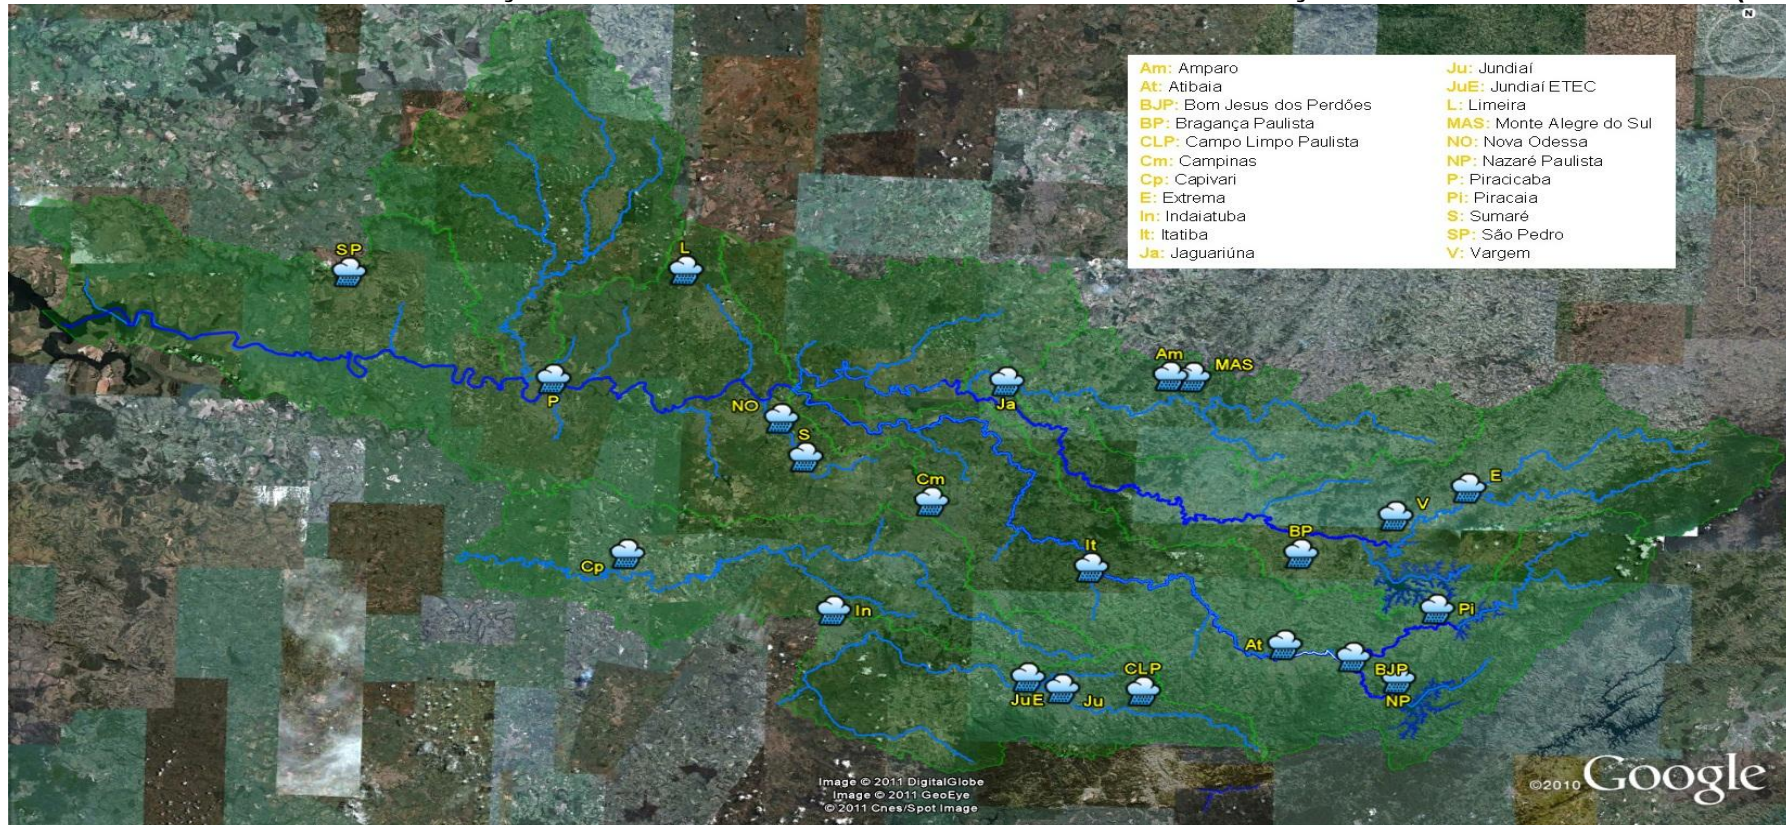 N
Am: Amparo
At: Atibaia
BJP: Bom Jesus dos Perdões
BP: Bragança Paulista
CLP: Campo Limpo Paulista
Cm: Campinas
Cp: Capivari
E: Extrema
In: Indaiatuba
It: Itatiba
Ja: Jaguariúna
Ju: Jundiaí
JuE: Jundiaí ETEC
L: Limeira
MAS: Monte Alegre do Sul
NO: Nova Odessa
NP: Nazaré Paulista
P: Piracicaba
Pi: Piracaia
S: Sumaré
SP: São Pedro
V: Vargem
SP
L
Am
MAS
P
NO
Ja
S
Cm
E
V
BP
It
Cp
In
Pi
At
CLP
BJP
JuE
Ju
NP
Image © 2011 DigitalGlobe
Image © 2011 GeoEye
© 2011 Cnes/Spot Image
©2010 Google